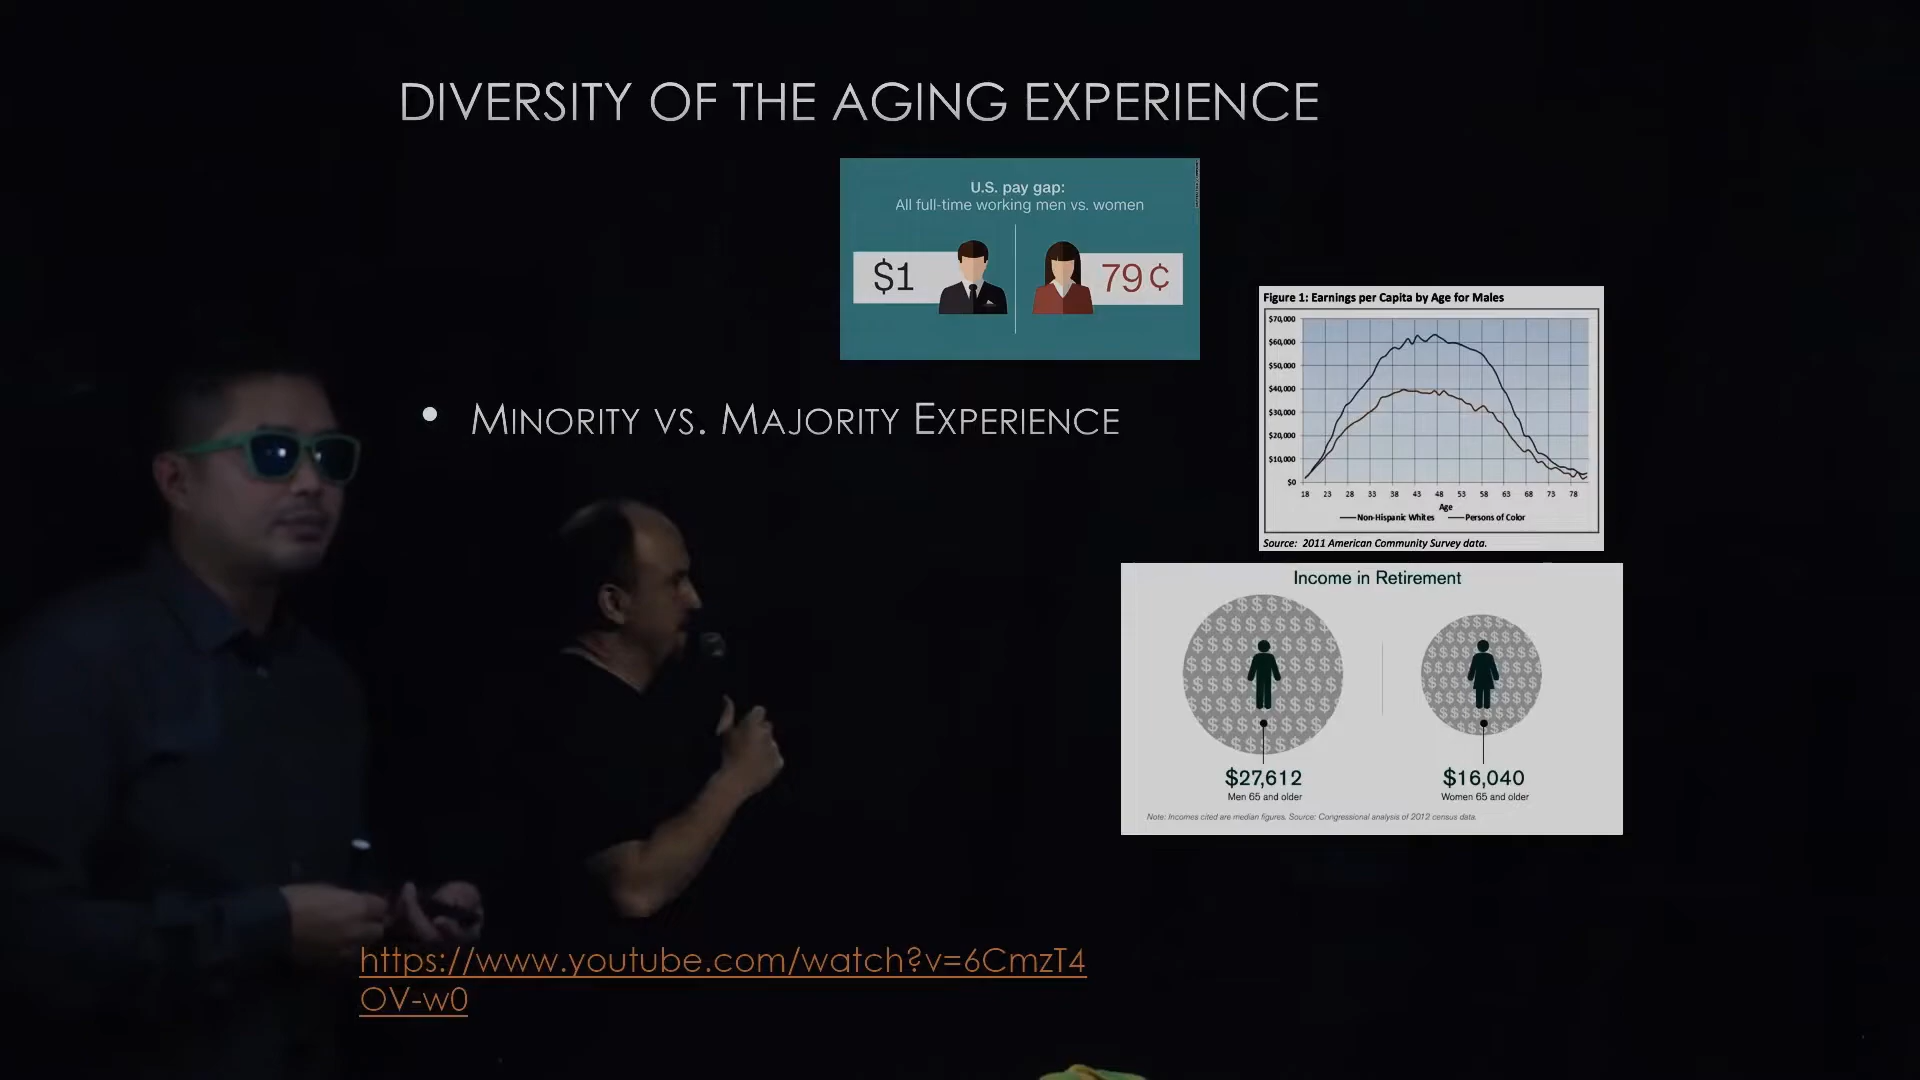 DIVERSITY OF THE AGING EXPERIENCE
U.S. pay gap:
All full-time working men vs. women
$1
79¢
Figure 1: Earnings per Capita by Age for Males
$70,000
$60,000
$50,000
$40,000
$30,000
$20,000
$10,000
$0
18 23 28 33 38 43 48 53 58 63 68 73 78
Age
Non-Hispanic Whites Persons of Color
Source: 2011 American Community Survey data.
• MINORITY VS. MAJORITY EXPERIENCE
Income in Retirement
$27,612
Men 65 and older
$16,040
Women 65 and older
Note: Incomes cited are median figures. Source: Congressional analysis of 2012 census data.
https://www.youtube.com/watch?v=6CmzT4
OV-w0